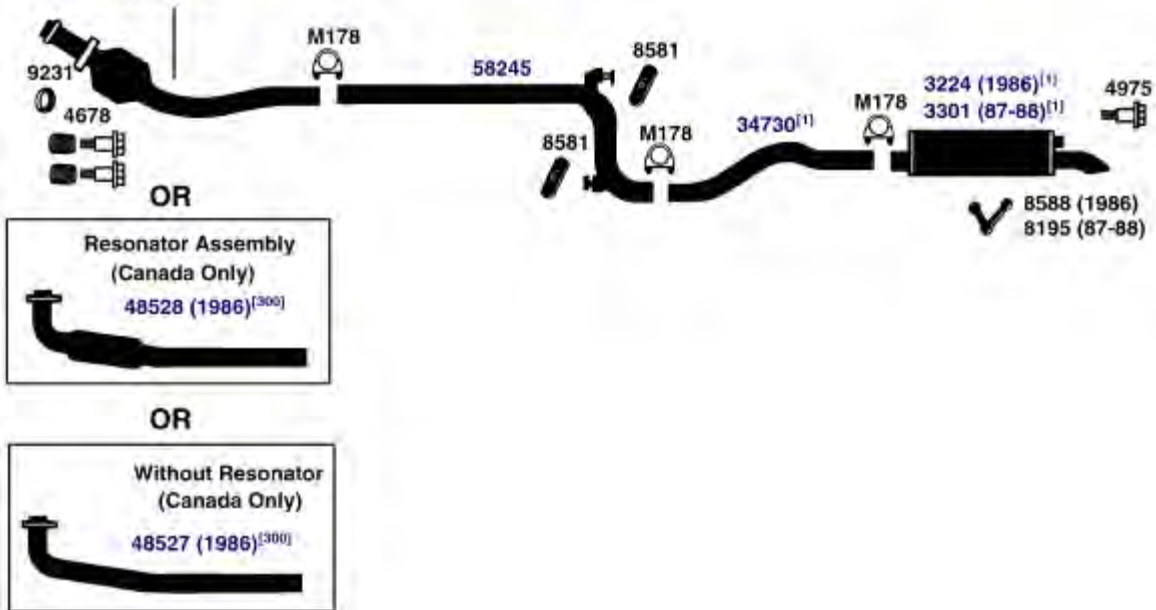 M178
8581
58245
3224 (1986)[1]
3301 (87-88)[1]
4975
9231
4678
M178
34730[1]
M178
8581
8588 (1986)
8195 (87-88)
OR
Resonator Assembly
(Canada Only)
48528 (1986)[300]
OR
Without Resonator
(Canada Only)
48527 (1986)[300]